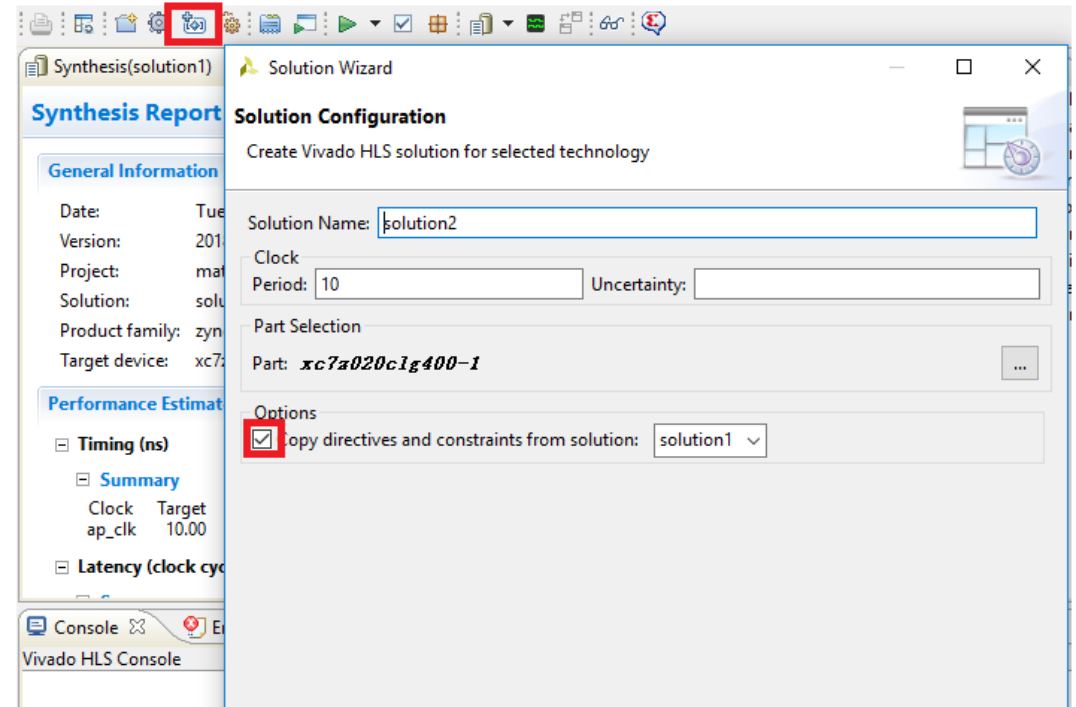 Synthesis(solution1)
Solution Wizard
Synthesis Report
Solution Configuration
Create Vivado HLS solution for selected technology
General Information
Date:
Tue
Version:
Project:
Solution:
Product family:
Target device:
Solution Name: solution2
Clock
Period: 10 Uncertainty:
Part Selection
Part: xc7z020clg400-1
...
Options
Copy directives and constraints from solution: solution1
Timing (ns)
Summary
Clock Target
ap_clk 10.00
Latency (clock
Console
Vivado HLS Console